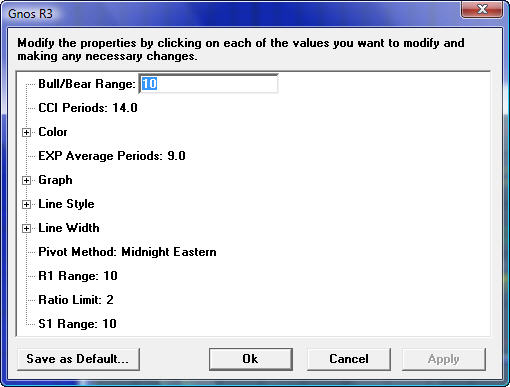 Gnos R3
Modify the properties by clicking on each of the values you want to modify and
making any necessary changes.
Bull/Bear Range: 10
CCI Periods: 14.0
Color
EXP Average Periods: 9.0
Graph
Line Style
Line Width
Pivot Method: Midnight Eastern
R1 Range: 10
Ratio Limit: 2
S1 Range: 10
Save as Default... Ok Cancel Apply